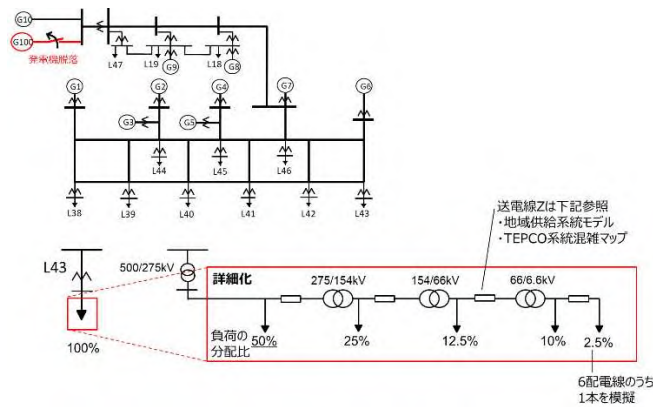 G10
G100
発電機脱落
L47
L19
G9
L18
G8
G1
G2
G4
G7
G6
G3
G5
L44
L45
L46
L38
L39
L40
L41
L42
L43
送電線Zは下記参照
・地域供給系統モデル
・TEPCO系統混雑マップ
L43
500/275kV
詳細化
275/154kV
154/66kV
66/6.6kV
負荷の
分配比
50%
25%
12.5%
10%
2.5%
100%
6配電線のうち
1本を模擬